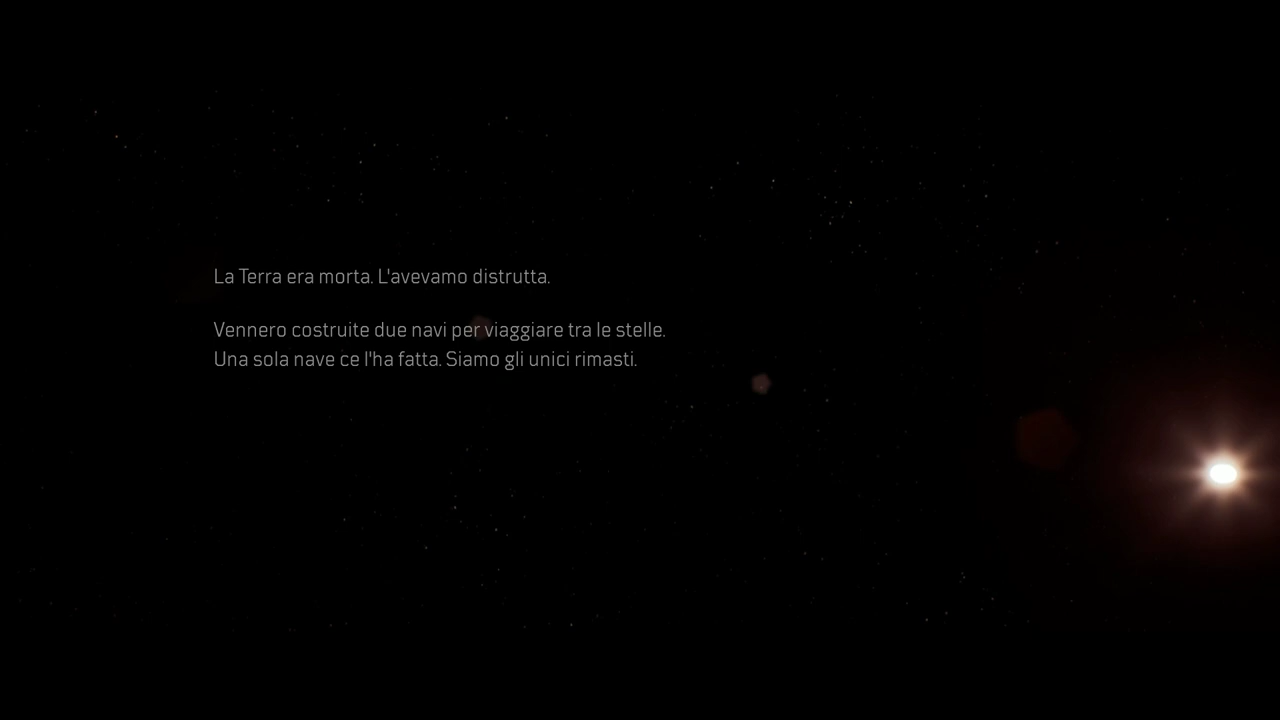 La Terra era morta. L'avevamo distrutta.
Vennero costruite due navi per viaggiare tra le stelle.
Una sola nave ce l'ha fatta. Siamo gli unici rimasti.